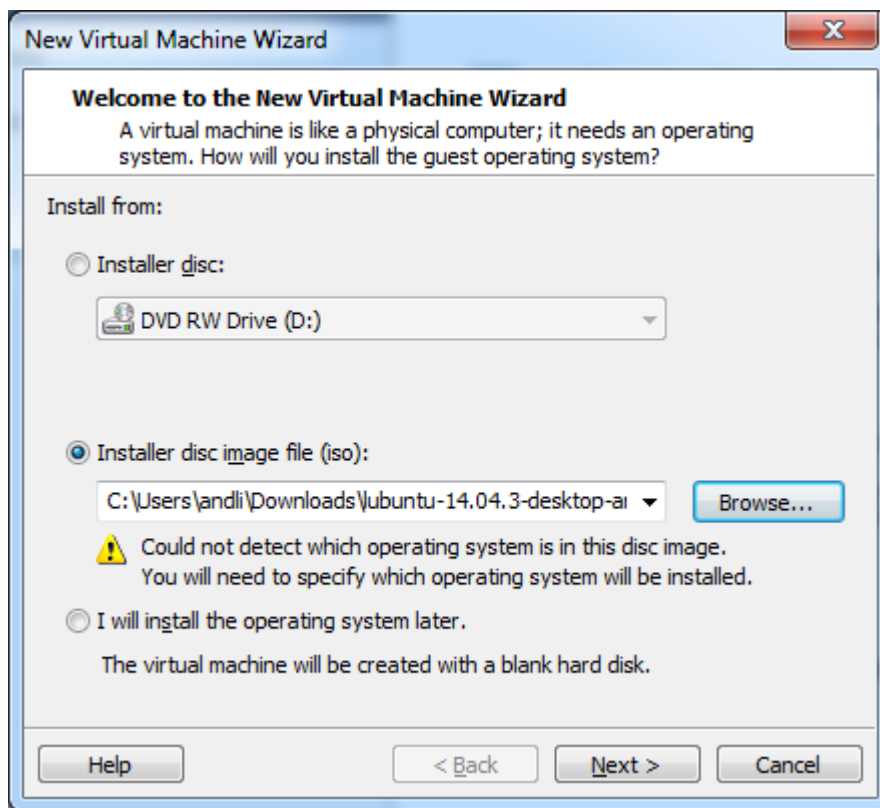 New Virtual Machine Wizard
Welcome to the New Virtual Machine Wizard
A virtual machine is like a physical computer; it needs an operating
system. How will you install the guest operating system?
Install from:
Installer disc:
DVD RW Drive (D:)
Installer disc image file (iso):
C:\Users\andli\Downloads\lubuntu-14.04.3-desktop-ar
Browse...
Could not detect which operating system is in this disc image.
You will need to specify which operating system will be installed.
I will install the operating system later.
The virtual machine will be created with a blank hard disk.
Help
< Back
Next >
Cancel